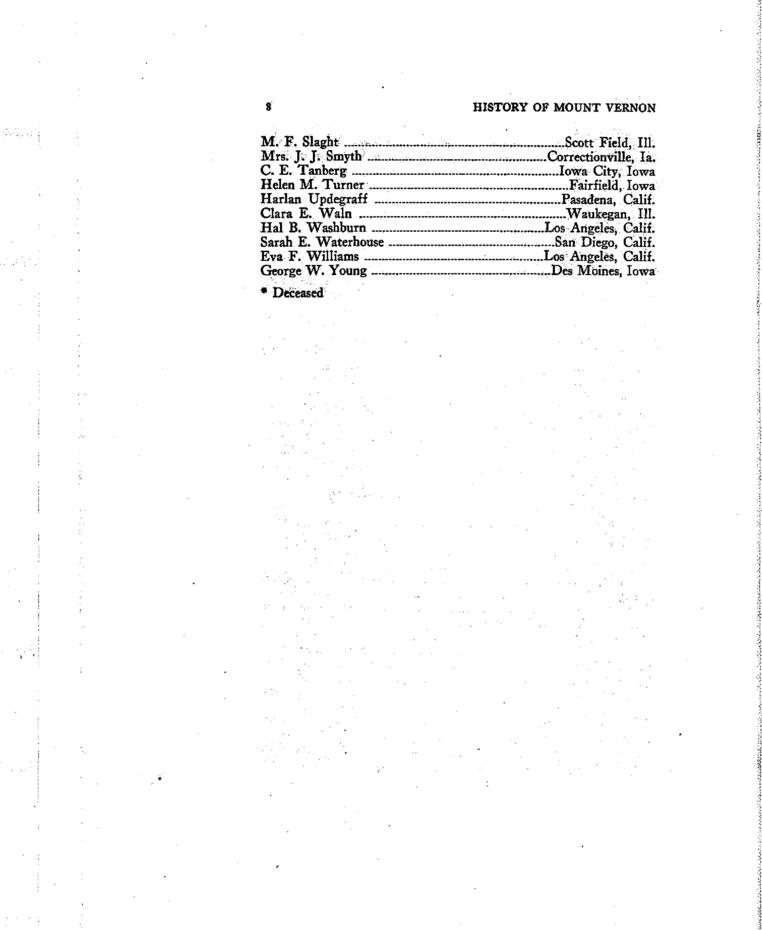 8 HISTORY OF MOUNT VERNON
M. F. Slaght ........ Scott Field, Ill.
Mrs. J. J. Smyth ........ Correctionville, Ia.
C. E. Tanberg ........ Iowa City, Iowa
Helen M. Turner ........ Fairfield, Iowa
Harlan Updegraff ........ Pasadena, Calif.
Clara E. Waln ........ Waukegan, Ill.
Hal B. Washburn ........ Los Angeles, Calif.
Sarah E. Waterhouse ........ San Diego, Calif.
Eva F. Williams ........ Los Angeles, Calif.
George W. Young ........ Des Moines, Iowa
* Deceased